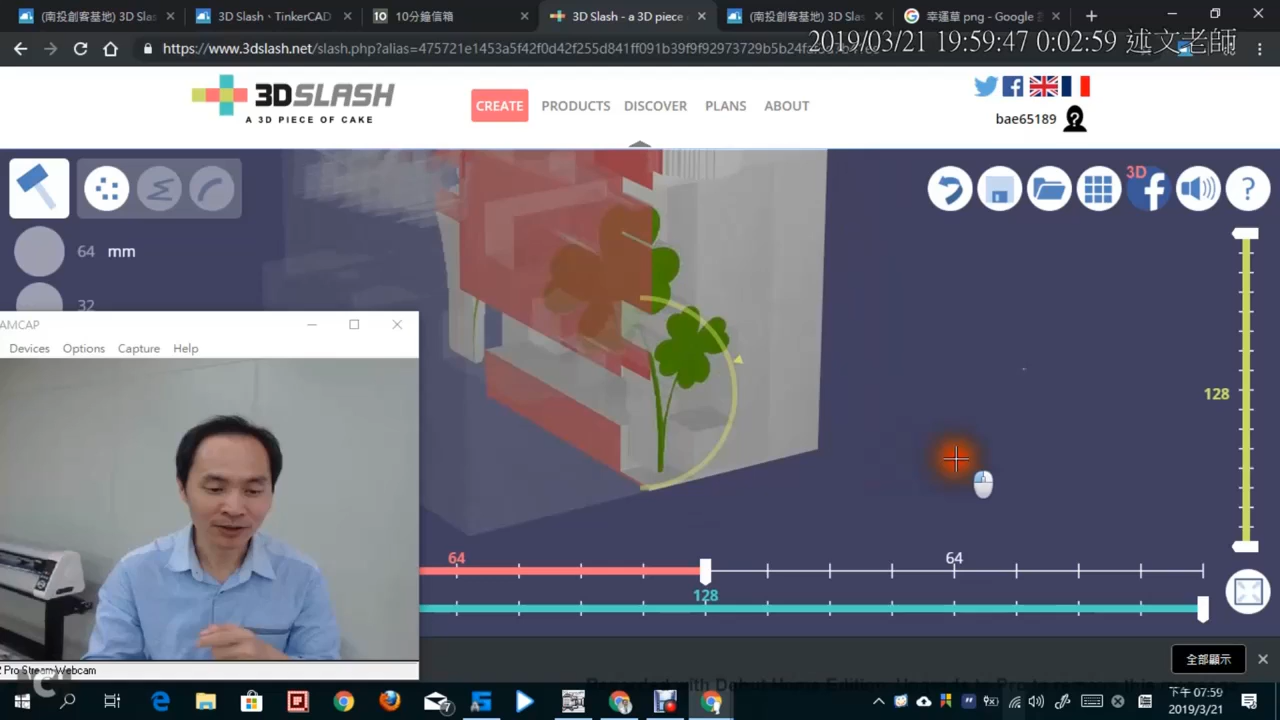 (南投創客基地) 3D Sla
3D Slash、TinkerCAD
10分鐘信箱
3D Slash - a 3D piece
(南投創客基地) 3D Sla
幸運草 png - Google
https://www.3dslash.net/slash.php?alias=475721e1453a5f42f0d42f255d841ff091b39f9f92973729b5b24f
2019/03/21 19:59:47 0:02:59 述文老師
3DSLASH
A 3D PIECE OF CAKE
CREATE
PRODUCTS
DISCOVER
PLANS
ABOUT
bae65189
3D
64 mm
32
AMCAP
Devices Options Capture Help
128
64
64
128
2 Pro Stream Webcam
全部顯示
下午 07:59
2019/3/21